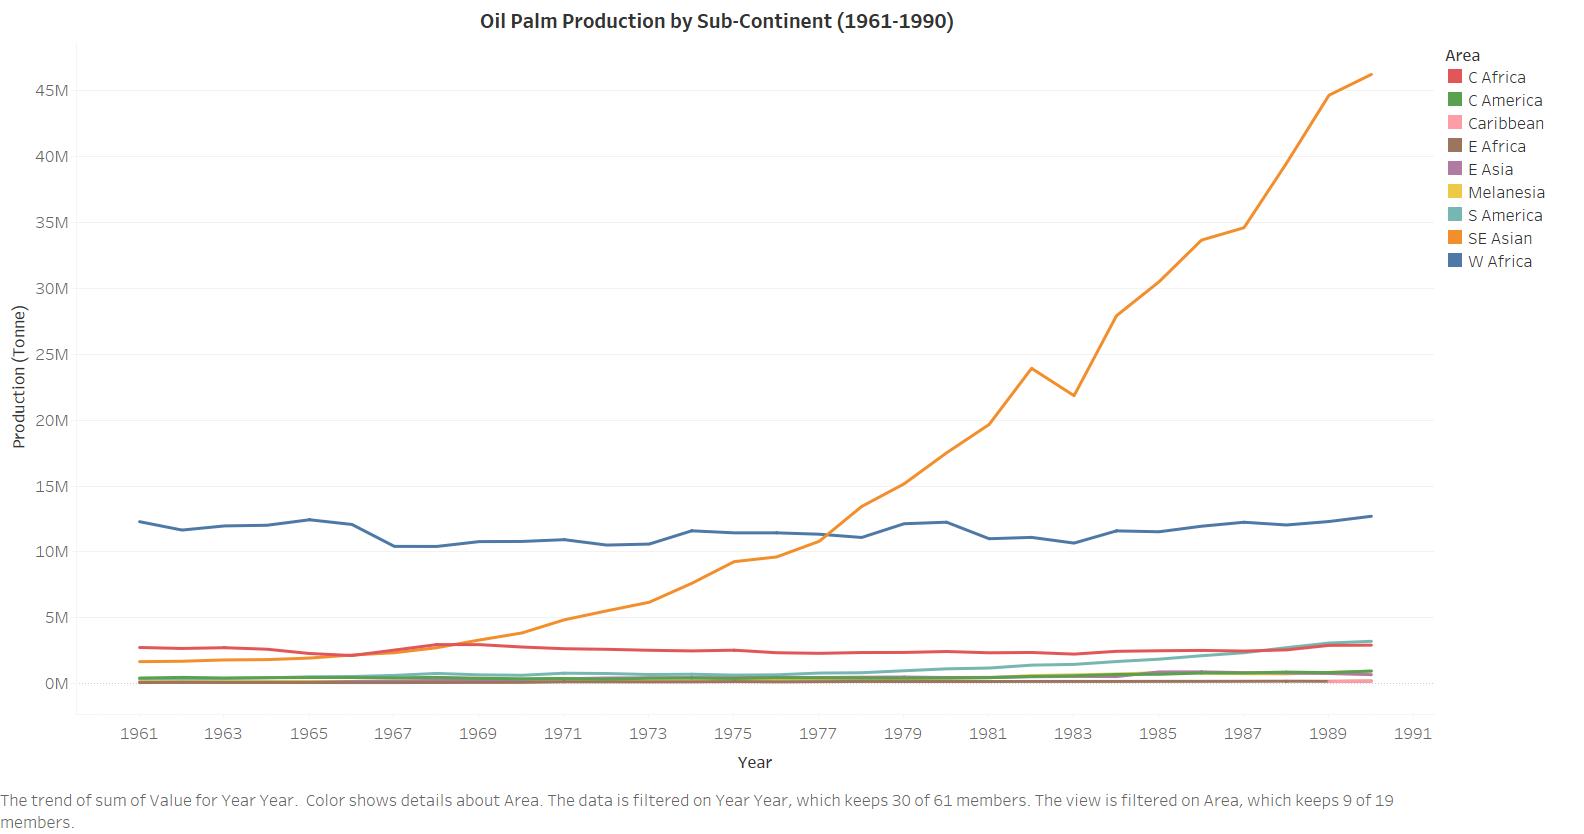 Oil Palm Production by Sub-Continent (1961-1990)
Area
C Africa
C America
Caribbean
E Africa
E Asia
Melanesia
S America
SE Asian
W Africa
Production (Tonne)
45M
40M
35M
30M
25M
20M
15M
10M
5M
0M
1961 1963 1965 1967 1969 1971 1973 1975 1977 1979 1981 1983 1985 1987 1989 1991
Year
The trend of sum of Value for Year Year.  Color shows details about Area. The data is filtered on Year Year, which keeps 30 of 61 members. The view is filtered on Area, which keeps 9 of 19
members.